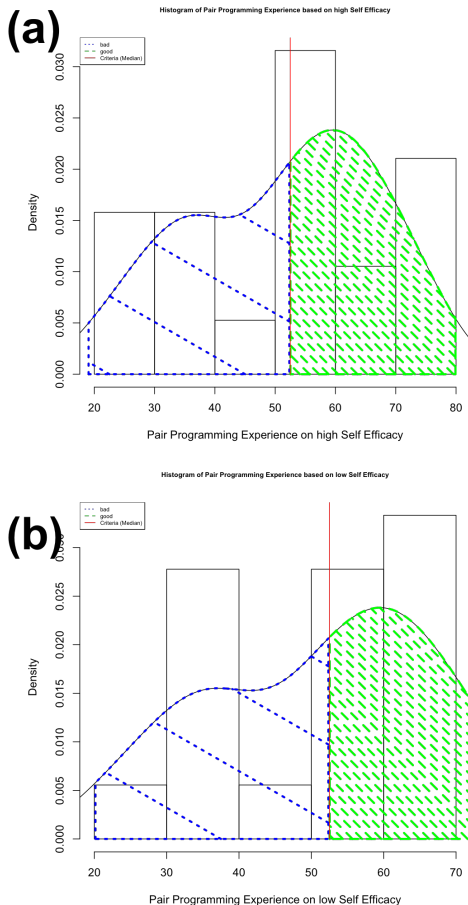 (a)
Histogram of Pair Programming Experience based on high Self Efficacy
bad
good
Criteria (Median)
0.030
0.025
0.020
0.015
0.010
0.005
0.000
Density
20 30 40 50 60 70 80
Pair Programming Experience on high Self Efficacy
(b)
Histogram of Pair Programming Experience based on low Self Efficacy
bad
good
Criteria (Median)
0.030
0.025
0.020
0.015
0.010
0.005
0.000
Density
20 30 40 50 60 70
Pair Programming Experience on low Self Efficacy